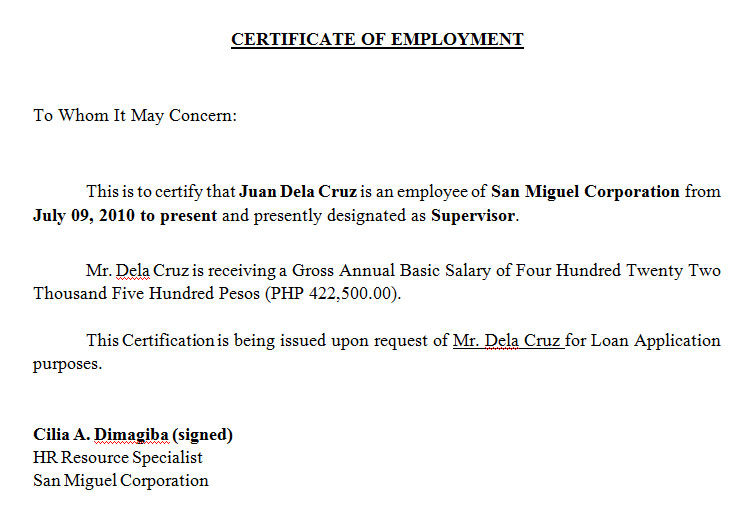 CERTIFICATE OF EMPLOYMENT
To Whom It May Concern:
This is to certify that Juan Dela Cruz is an employee of San Miguel Corporation from
July 09, 2010 to present and presently designated as Supervisor.
Mr. Dela Cruz is receiving a Gross Annual Basic Salary of Four Hundred Twenty Two
Thousand Five Hundred Pesos (PHP 422,500.00).
This Certification is being issued upon request of Mr. Dela Cruz for Loan Application
purposes.
Cilia A. Dimagiba (signed)
HR Resource Specialist
San Miguel Corporation